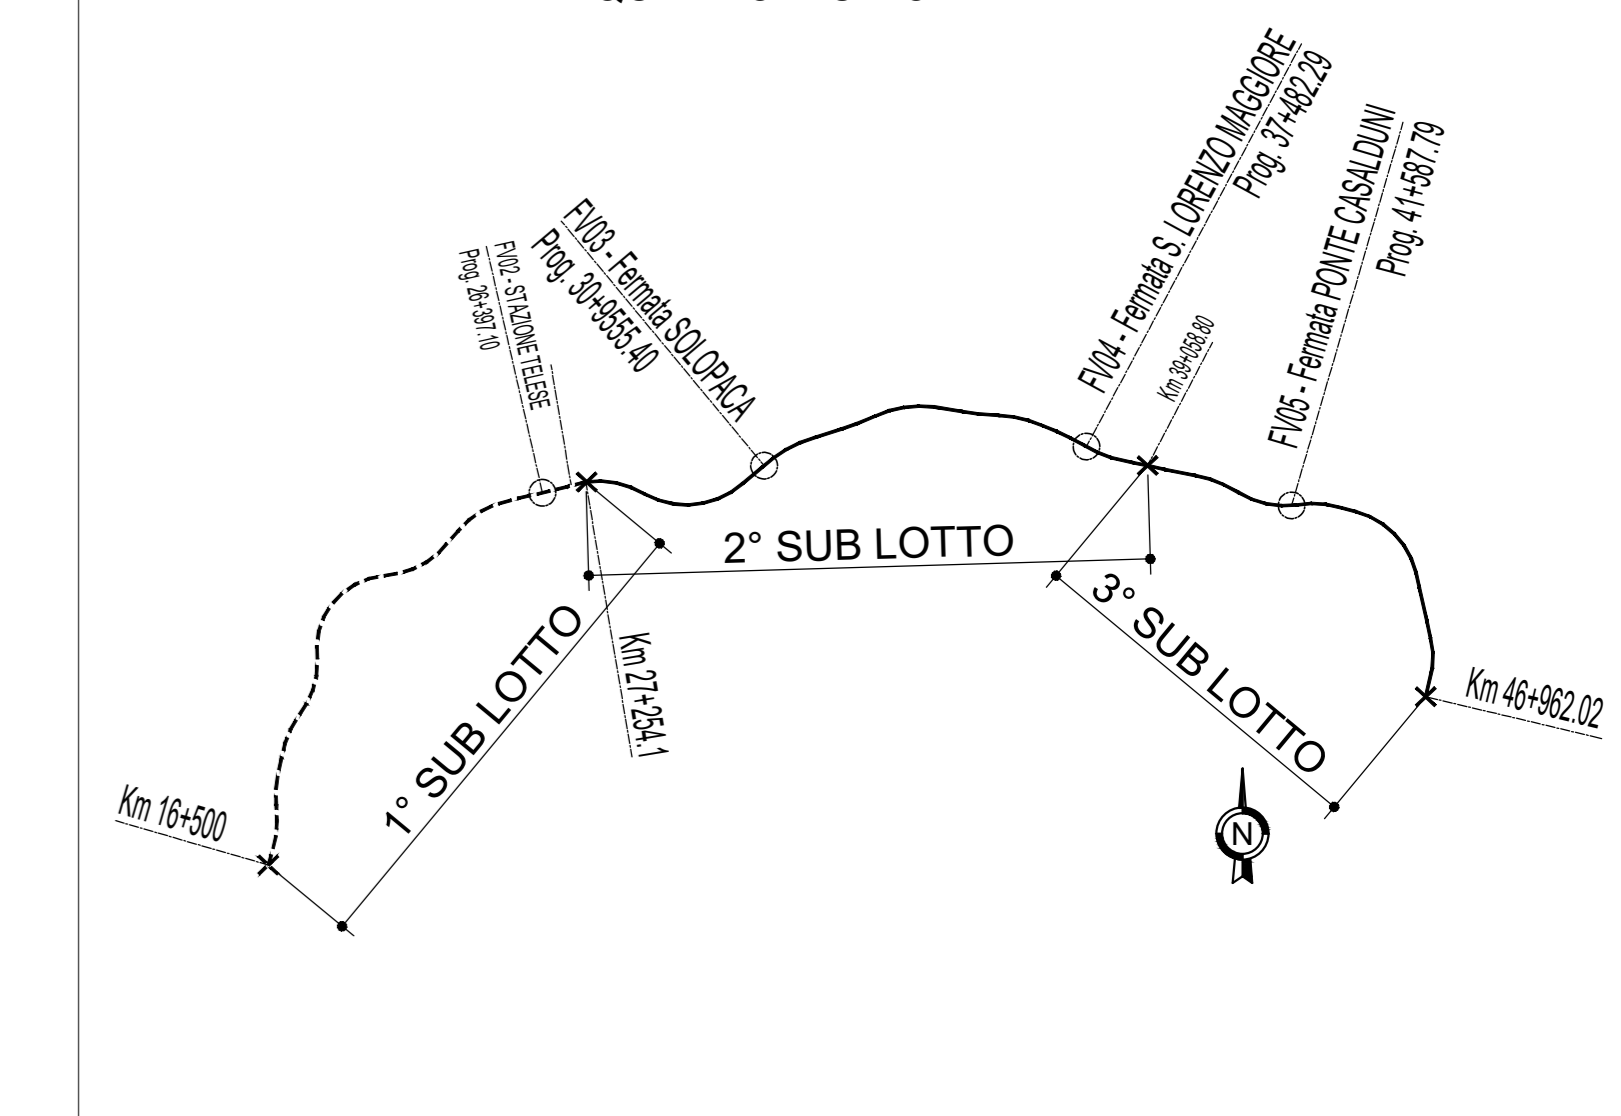 FV02 - STAZIONE TELESE
Prog. 26+397.10
FV03 - Fermata SOLOPACA
Prog. 30+9555.40
FV04 - Fermata S. LORENZO MAGGIORE
Prog. 37+482.29
Km 39+058.80
FV05 - Fermata PONTE CASALDUNI
Prog. 41+587.79
2° SUB LOTTO
1° SUB LOTTO
3° SUB LOTTO
Km 27+254.1
Km 46+962.02
Km 16+500
N